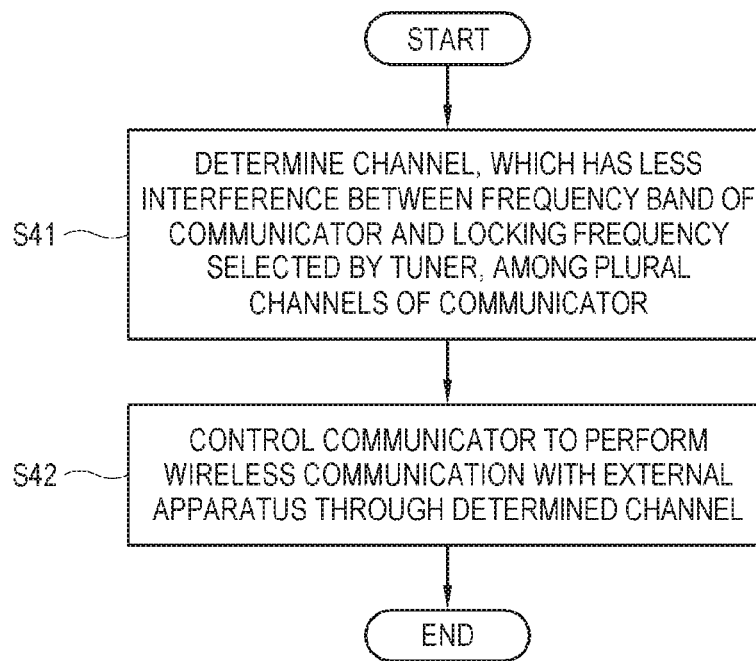 START
DETERMINE CHANNEL, WHICH HAS LESS
INTERFERENCE BETWEEN FREQUENCY BAND OF
COMMUNICATOR AND LOCKING FREQUENCY
SELECTED BY TUNER, AMONG PLURAL
CHANNELS OF COMMUNICATOR
S41
CONTROL COMMUNICATOR TO PERFORM
WIRELESS COMMUNICATION WITH EXTERNAL
APPARATUS THROUGH DETERMINED CHANNEL
S42
END